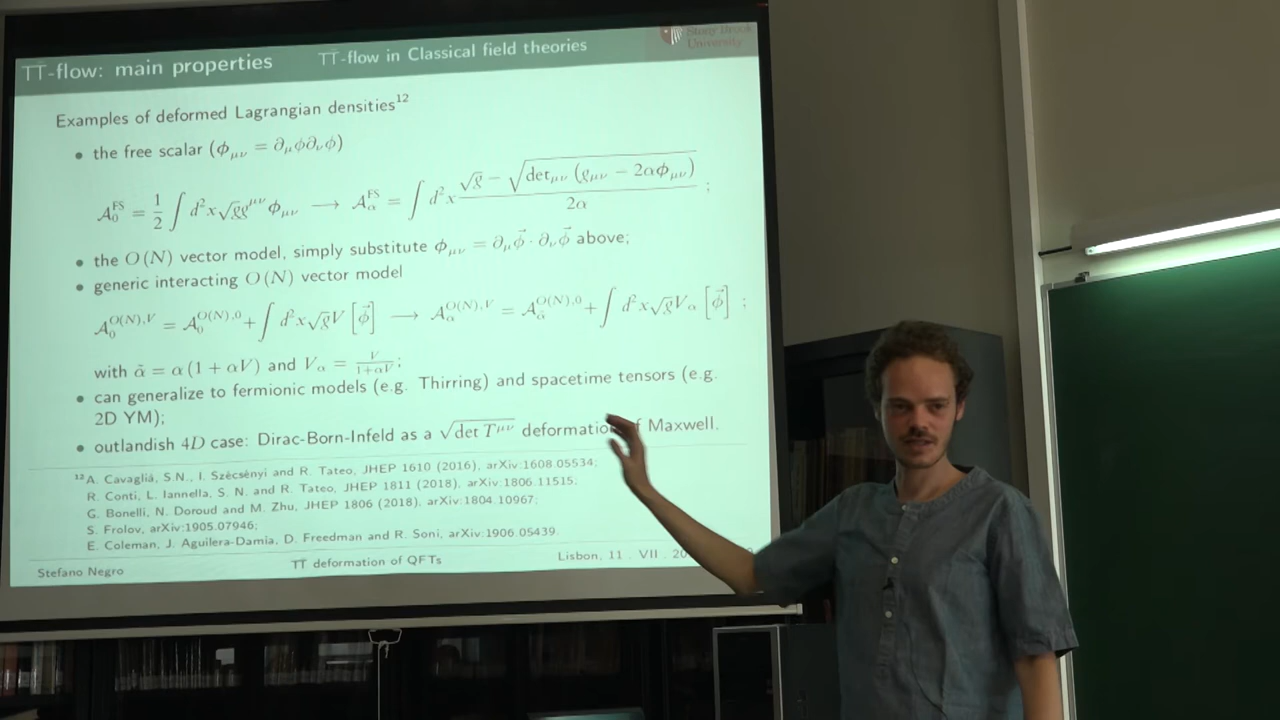 TT̄-flow: main properties TT̄-flow in Classical field theories
Stony Brook
University
Examples of deformed Lagrangian densities¹²
• the free scalar (ϕ_μν = ∂_μϕ∂_νϕ)
A₀^FS = 1/2 ∫ d²x√g g^μν ϕ_μν ⟶ A_α^FS = ∫ d²x (√g − √(det_μν (g_μν − 2αϕ_μν)))/(2α) ;
• the O(N) vector model, simply substitute ϕ_μν = ∂_μϕ⃗ · ∂_νϕ⃗ above;
• generic interacting O(N) vector model
A₀^O(N),V = A₀^O(N),0 + ∫ d²x√g V [ϕ⃗] ⟶ A_α^O(N),V = A_α̃^O(N),0 + ∫ d²x√g V_α [ϕ⃗] ;
with α̃ = α (1 + αV) and V_α = V/(1+αV);
• can generalize to fermionic models (e.g. Thirring) and spacetime tensors (e.g.
2D YM);
• outlandish 4D case: Dirac-Born-Infeld as a √(det T^μν) deformation of Maxwell.
¹²A. Cavagliá, S.N., I. Szècsènyi and R. Tateo, JHEP 1610 (2016), arXiv:1608.05534;
R. Conti, L. Iannella, S. N. and R. Tateo, JHEP 1811 (2018), arXiv:1806.11515;
G. Bonelli, N. Doroud and M. Zhu, JHEP 1806 (2018), arXiv:1804.10967;
S. Frolov, arXiv:1905.07946;
E. Coleman, J. Aguilera-Damia, D. Freedman and R. Soni, arXiv:1906.05439.
Stefano Negro TT̄ deformation of QFTs Lisbon, 11 . VII .